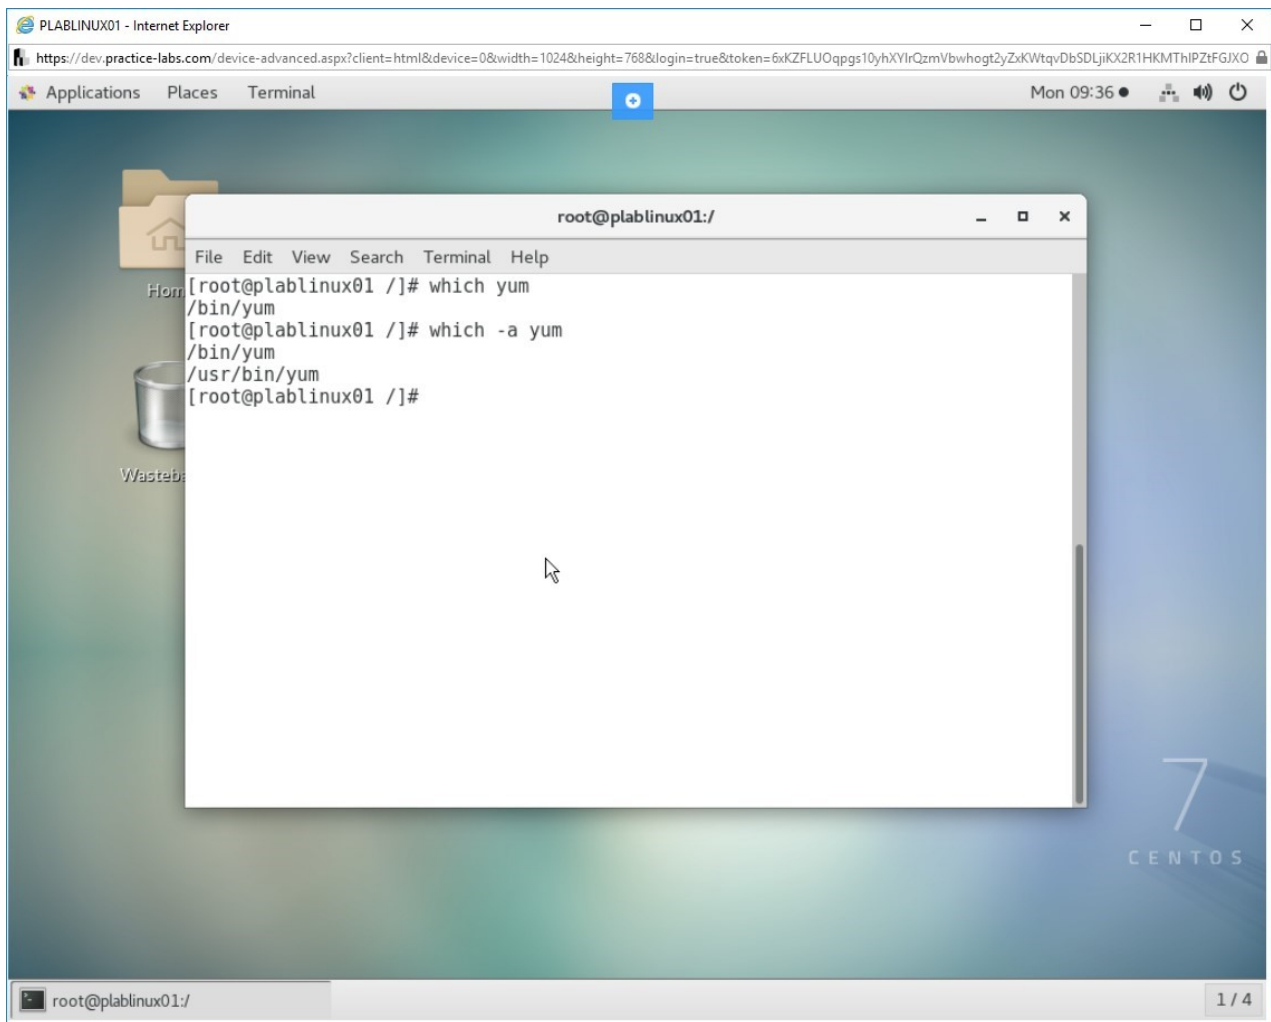 PLABLINUX01 - Internet Explorer
https://dev.practice-labs.com/device-advanced.aspx?client=html&device=0&width=1024&height=768&login=true&token=6xKZFLUOqpgs10yhXYIrQzmVbwhogt2yZxKWtqvDbSDLjiKX2R1HKMThIPZtFGJXO
Applications Places Terminal Mon 09:36
root@plablinux01:/
File Edit View Search Terminal Help
Hom
[root@plablinux01 /]# which yum
/bin/yum
[root@plablinux01 /]# which -a yum
/bin/yum
/usr/bin/yum
[root@plablinux01 /]#
Wasteb
7
CENTOS
root@plablinux01:/ 1 / 4